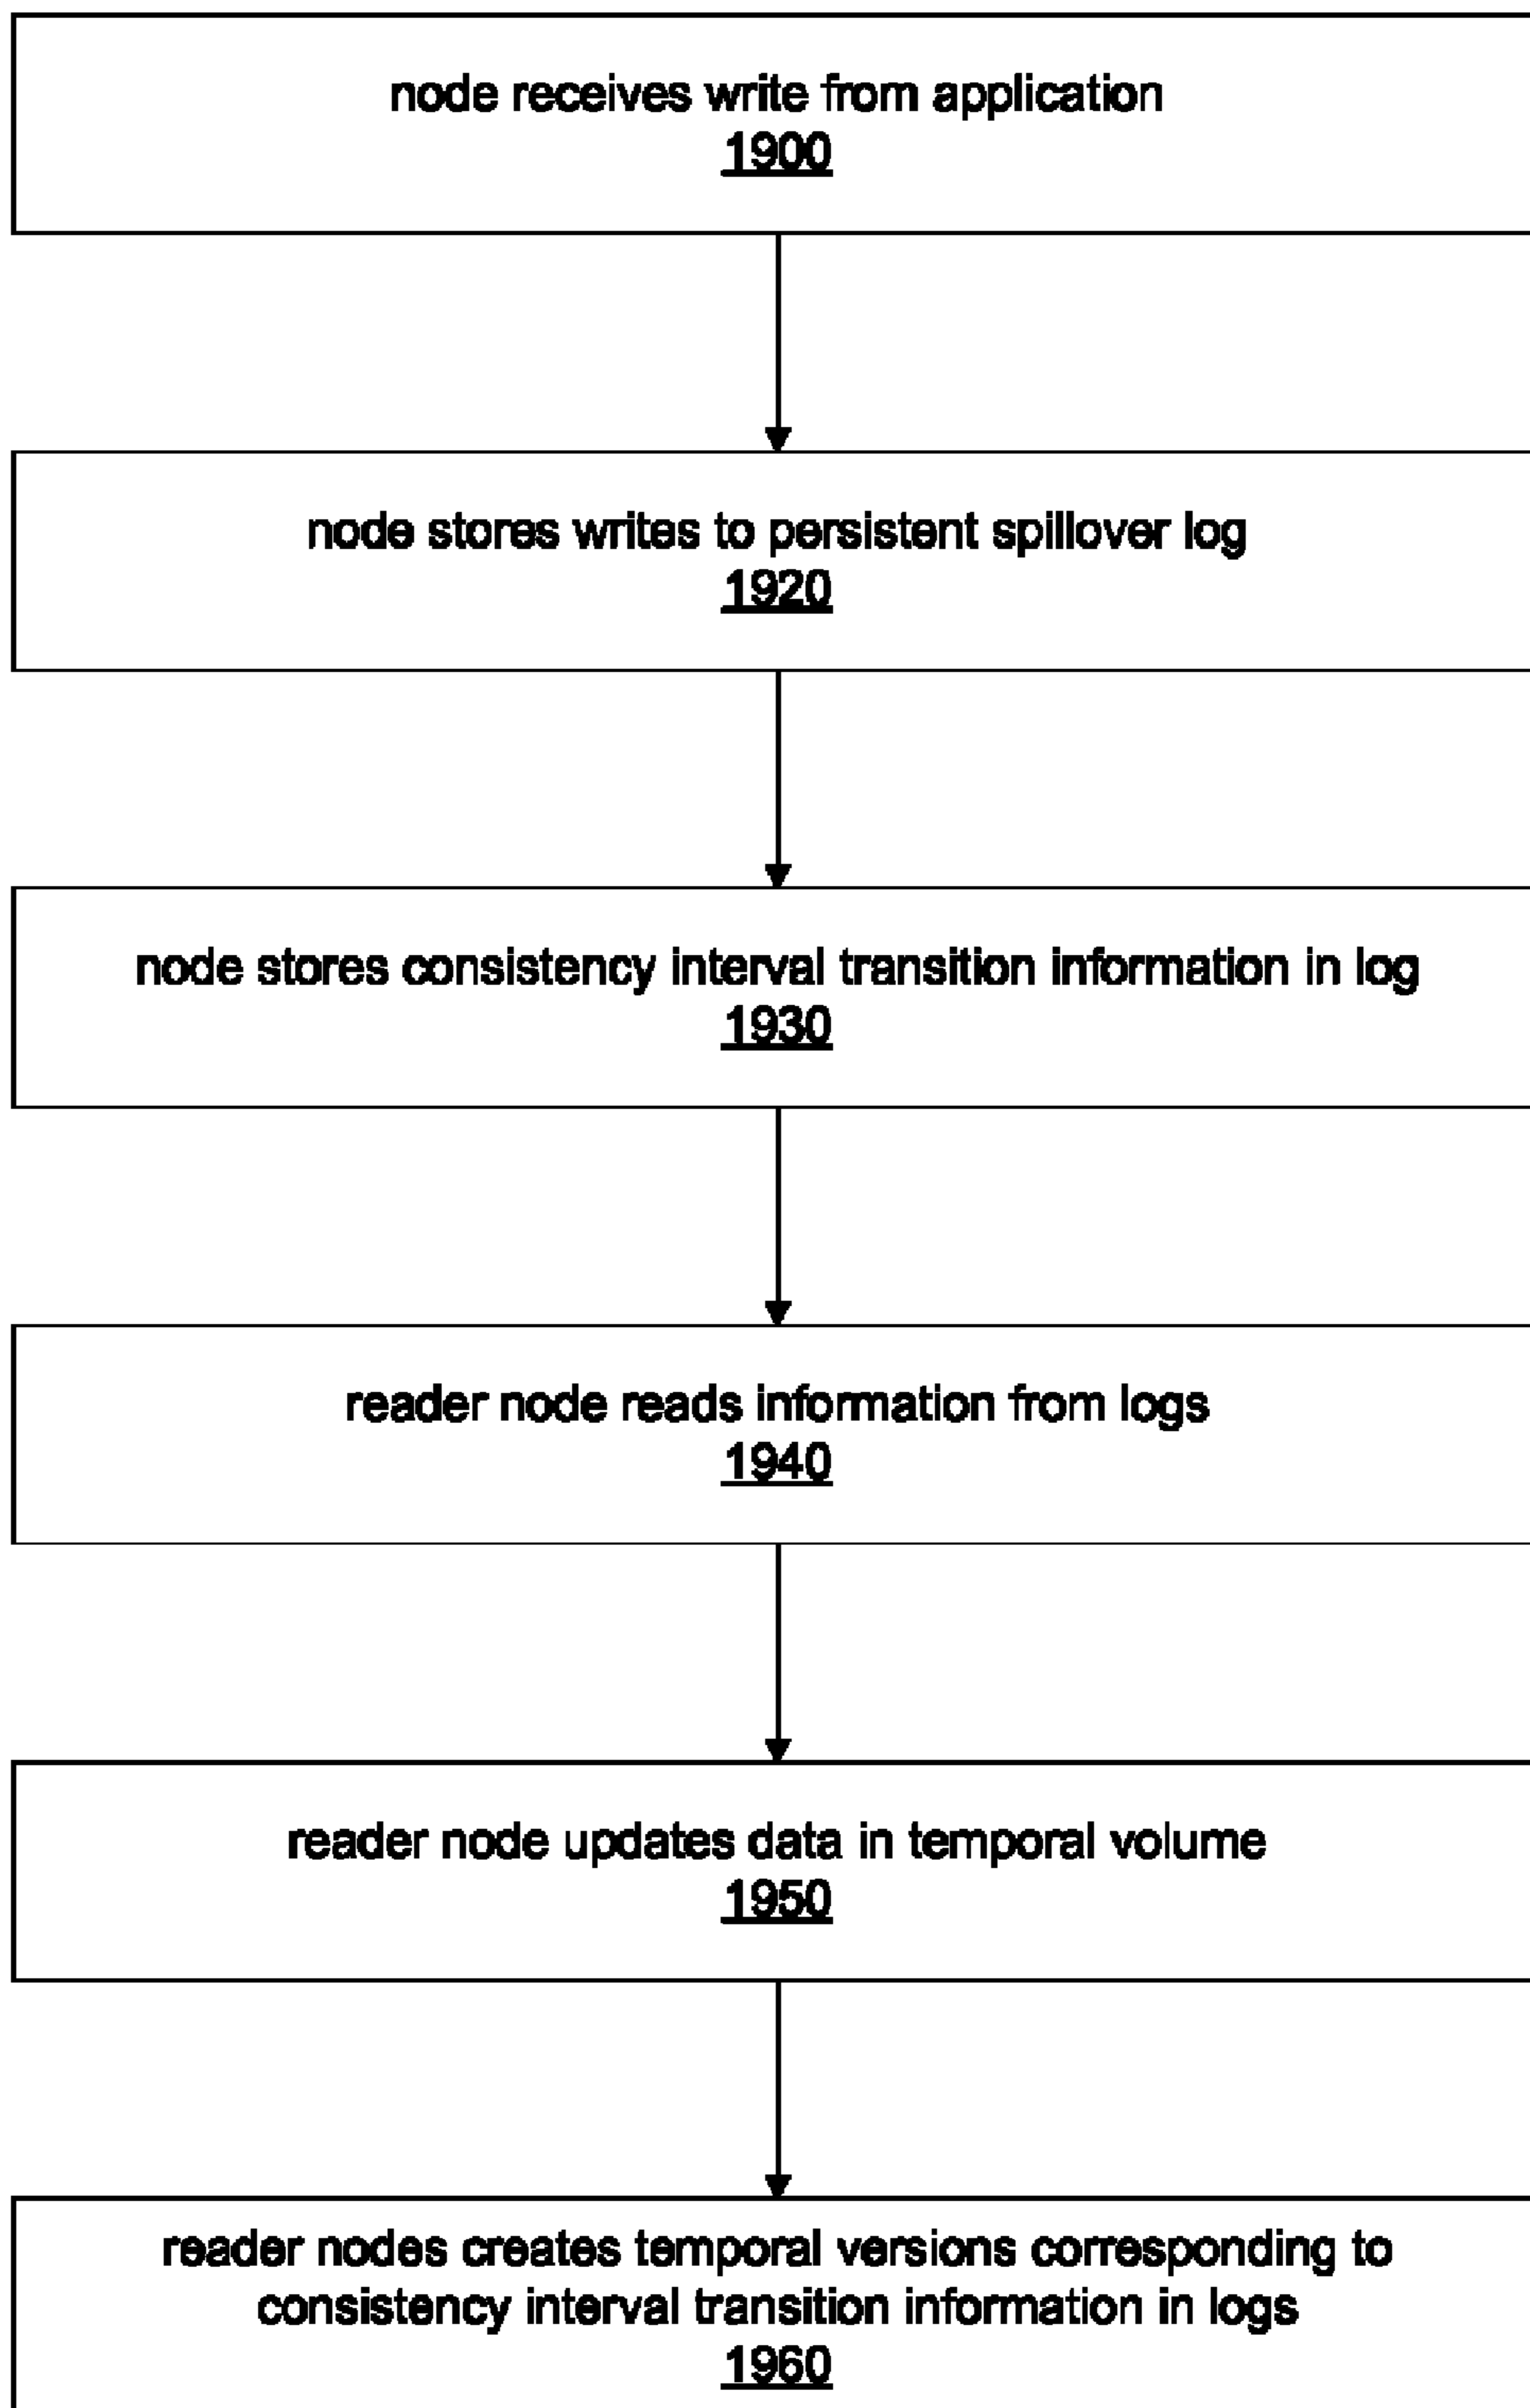 node receives write from application
1900
node stores writes to persistent spillover log
1920
node stores consistency interval transition information in log
1930
reader node reads information from logs
1940
reader node updates data in temporal volume
1950
reader nodes creates temporal versions corresponding to
consistency interval transition information in logs
1960